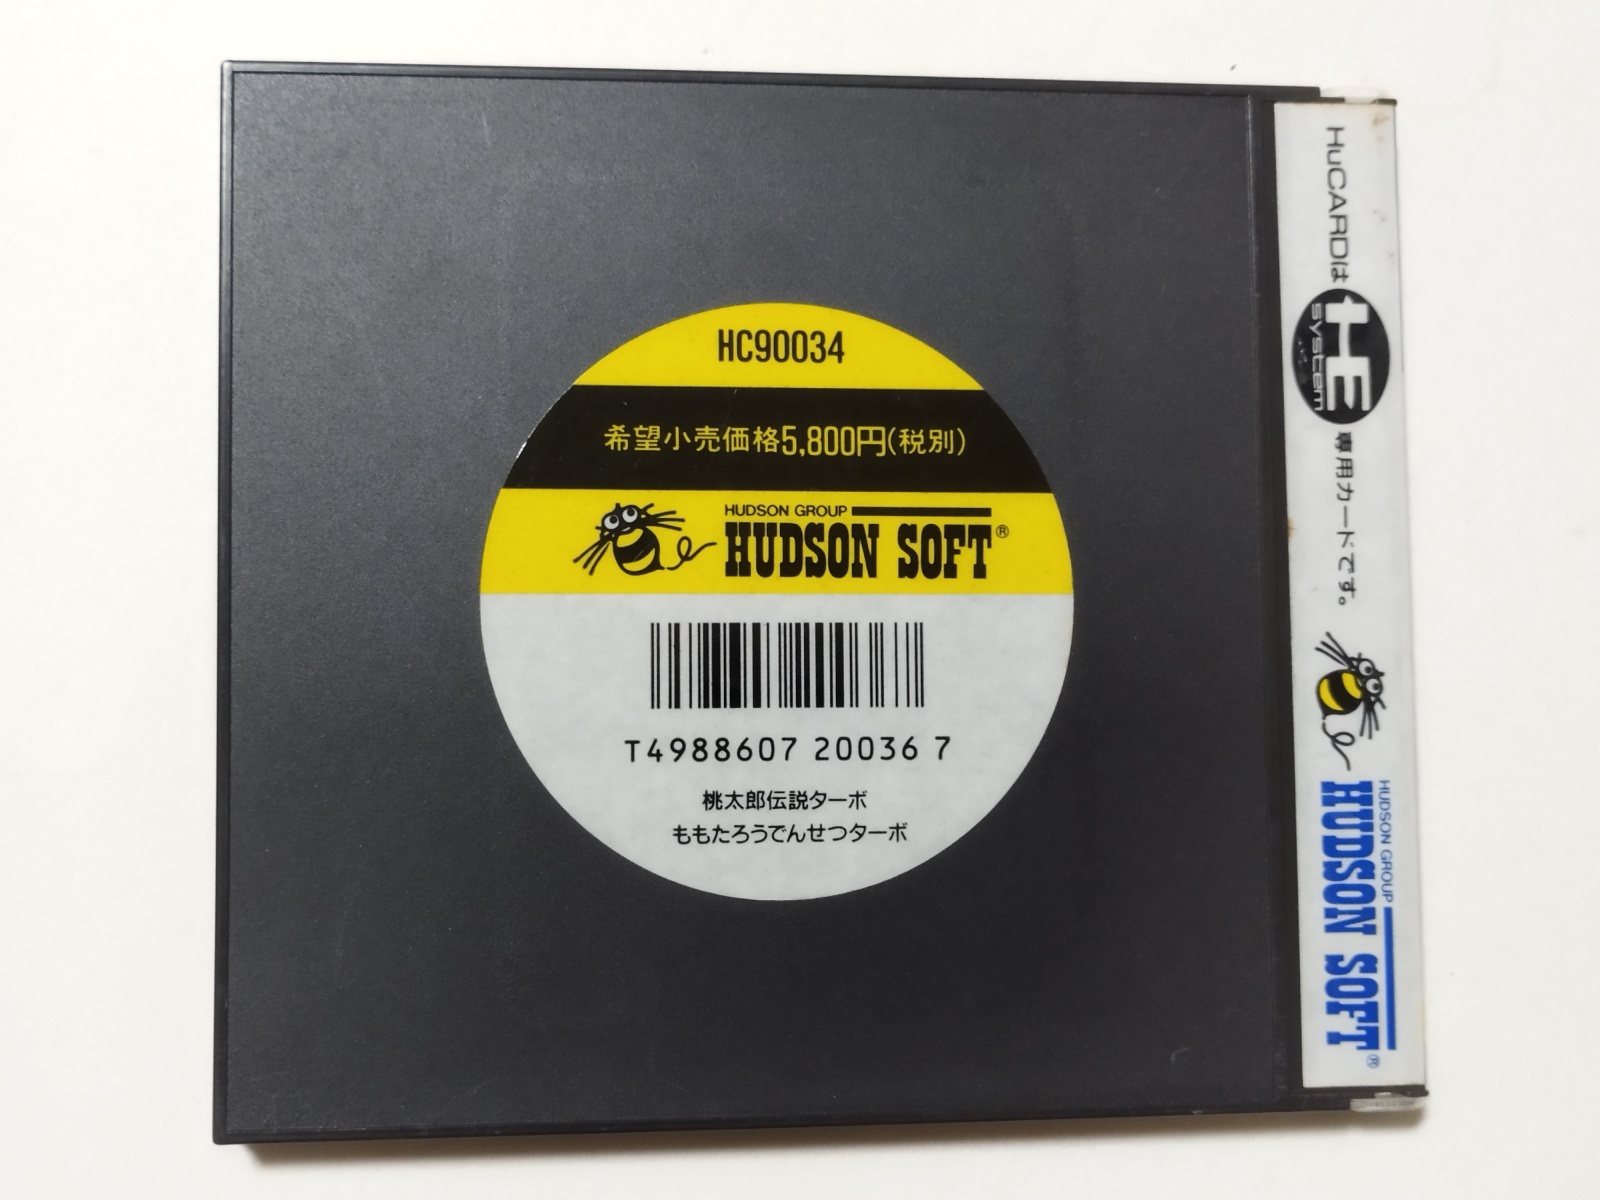 HC90034
希望小売価格5,800円(税別)
HUDSON GROUP
HUDSON SOFT®
T4988607 20036 7
桃太郎伝説ターボ
ももたろうでんせつターボ
HuCARDは HE system 専用カードです。
HUDSON GROUP
HUDSON SOFT®